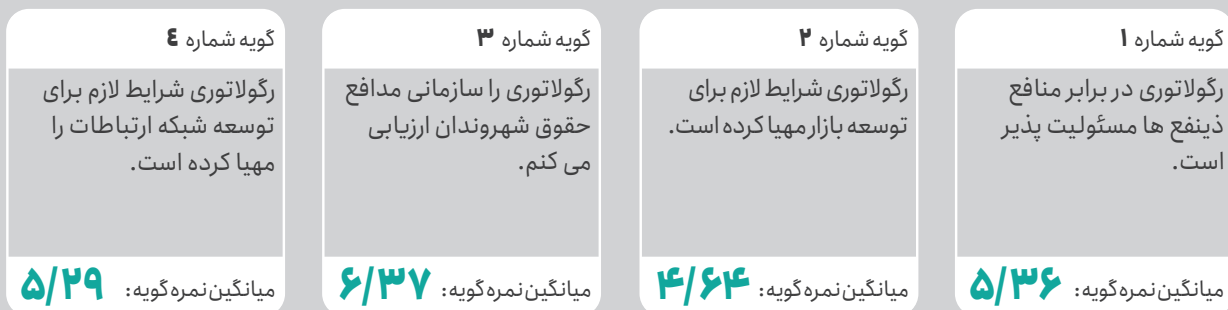 گویه شماره ۱
رگولاتوری در برابر منافع
ذینفع ها مسئولیت پذیر
است.
میانگین نمره گویه: ۵/۳۶
گویه شماره ۲
رگولاتوری شرایط لازم برای
توسعه بازار مهیا کرده است.
میانگین نمره گویه: ۴/۶۴
گویه شماره ۳
رگولاتوری را سازمانی مدافع
حقوق شهروندان ارزیابی
می کنم.
میانگین نمره گویه: ۶/۳۷
گویه شماره ٤
رگولاتوری شرایط لازم برای
توسعه شبکه ارتباطات را
مهیا کرده است.
میانگین نمره گویه: ۵/۲۹